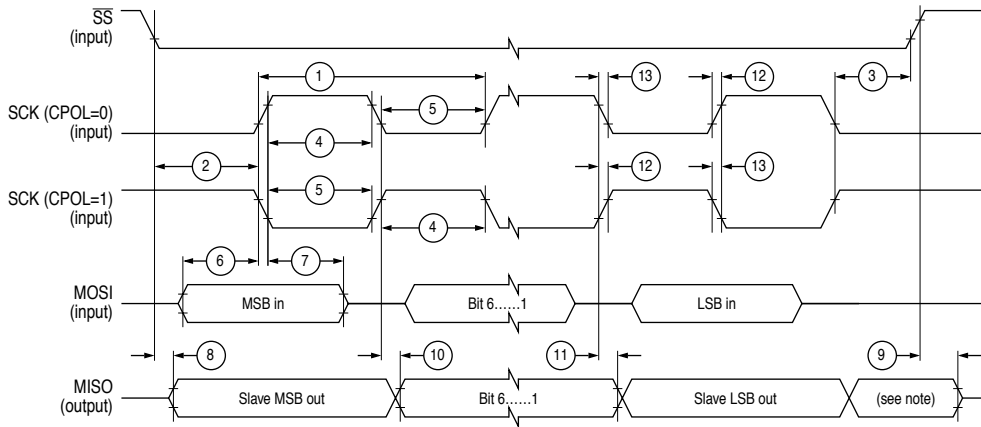 SS
(input)
1
13
12
3
SCK (CPOL=0)
(input)
5
4
2
12
13
SCK (CPOL=1)
(input)
5
4
6
7
MOSI
(input)
MSB in
Bit 6......1
LSB in
8
10
11
9
MISO
(output)
Slave MSB out
Bit 6......1
Slave LSB out
(see note)